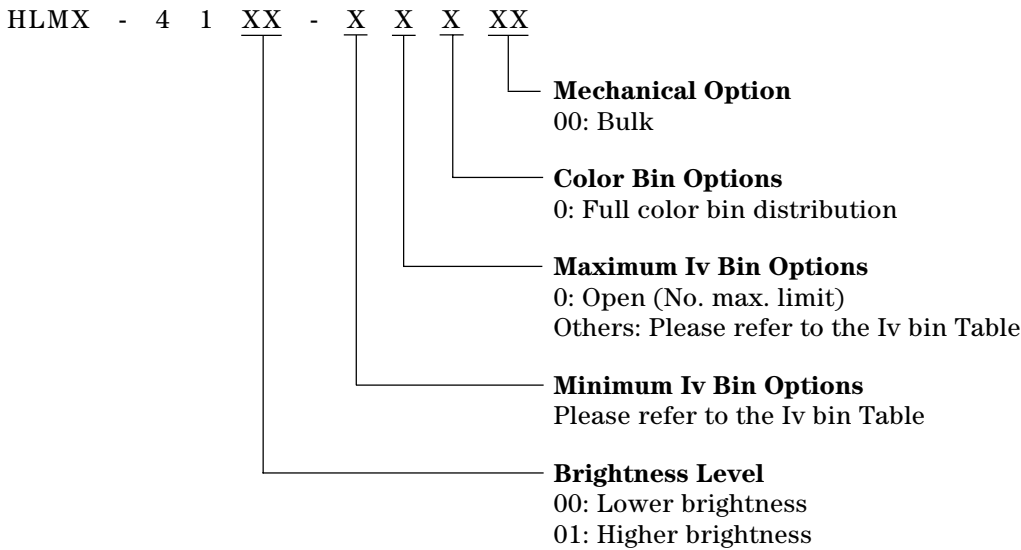 HLMX - 4 1 XX - X X X XX
Mechanical Option
00: Bulk
Color Bin Options
0: Full color bin distribution
Maximum Iv Bin Options
0: Open (No. max. limit)
Others: Please refer to the Iv bin Table
Minimum Iv Bin Options
Please refer to the Iv bin Table
Brightness Level
00: Lower brightness
01: Higher brightness